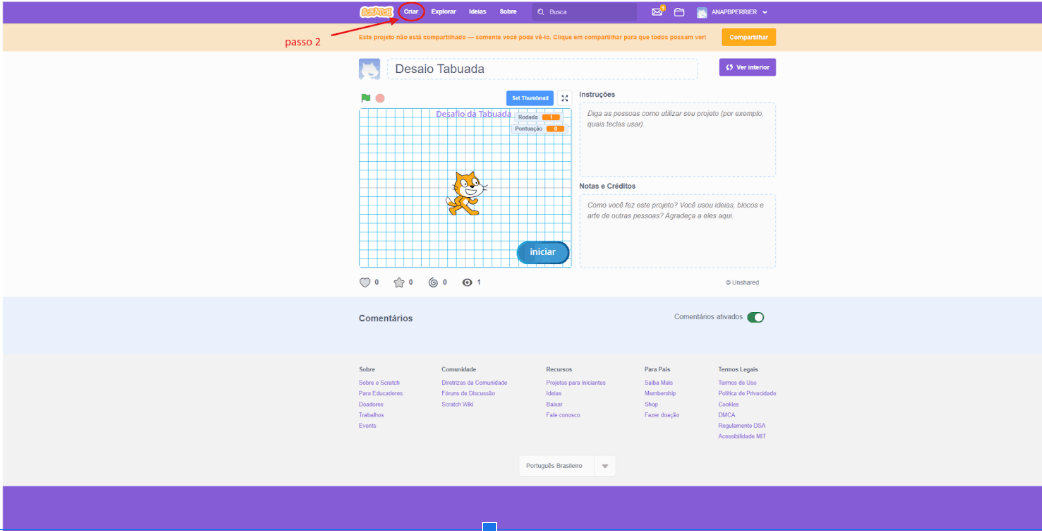 SCRATCH Criar Explorar Ideias Sobre Busca ANAPBPERRIER
passo 2
Este projeto não está compartilhado — somente você pode vê-lo. Clique em compartilhar para que todos possam ver! Compartilhar
Desaio Tabuada Ver interior
Set Thumbnail
Instruções
Desafio da Tabuada
Rodada 1
Pontuação 0
Diga as pessoas como utilizar seu projeto (por exemplo,
quais teclas usar).
Notas e Créditos
Como você fez este projeto? Você usou ideias, blocos e
arte de outras pessoas? Agradeça a eles aqui.
iniciar
0 0 0 1 Unshared
Comentários Comentários ativados
Sobre Comunidade Recursos Para Pais Termos Legais
Sobre o Scratch Diretrizes da Comunidade Projetos para iniciantes Saiba Mais Termos de Uso
Para Educadores Fóruns de Discussão Ideias Membership Política de Privacidade
Doadores Scratch Wiki Baixar Shop Cookies
Trabalhos Fale conosco Fazer doação DMCA
Events Regulamento DSA
Acessibilidade MIT
Português Brasileiro